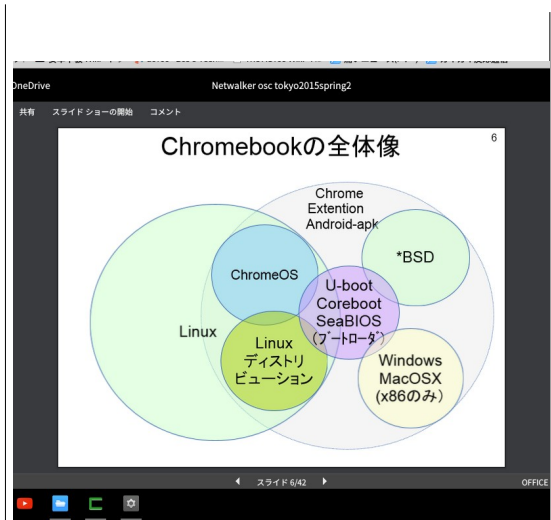 OneDrive
Netwalker osc tokyo2015spring2
共有 スライド ショーの開始 コメント
Chromebookの全体像
6
Chrome
Extention
Android-apk
*BSD
ChromeOS
U-boot
Coreboot
SeaBIOS
(ﾌﾞｰﾄﾛｰﾀﾞ)
Linux
Linux
ディストリ
ビューション
Windows
MacOSX
(x86のみ)
スライド 6/42
OFFICE